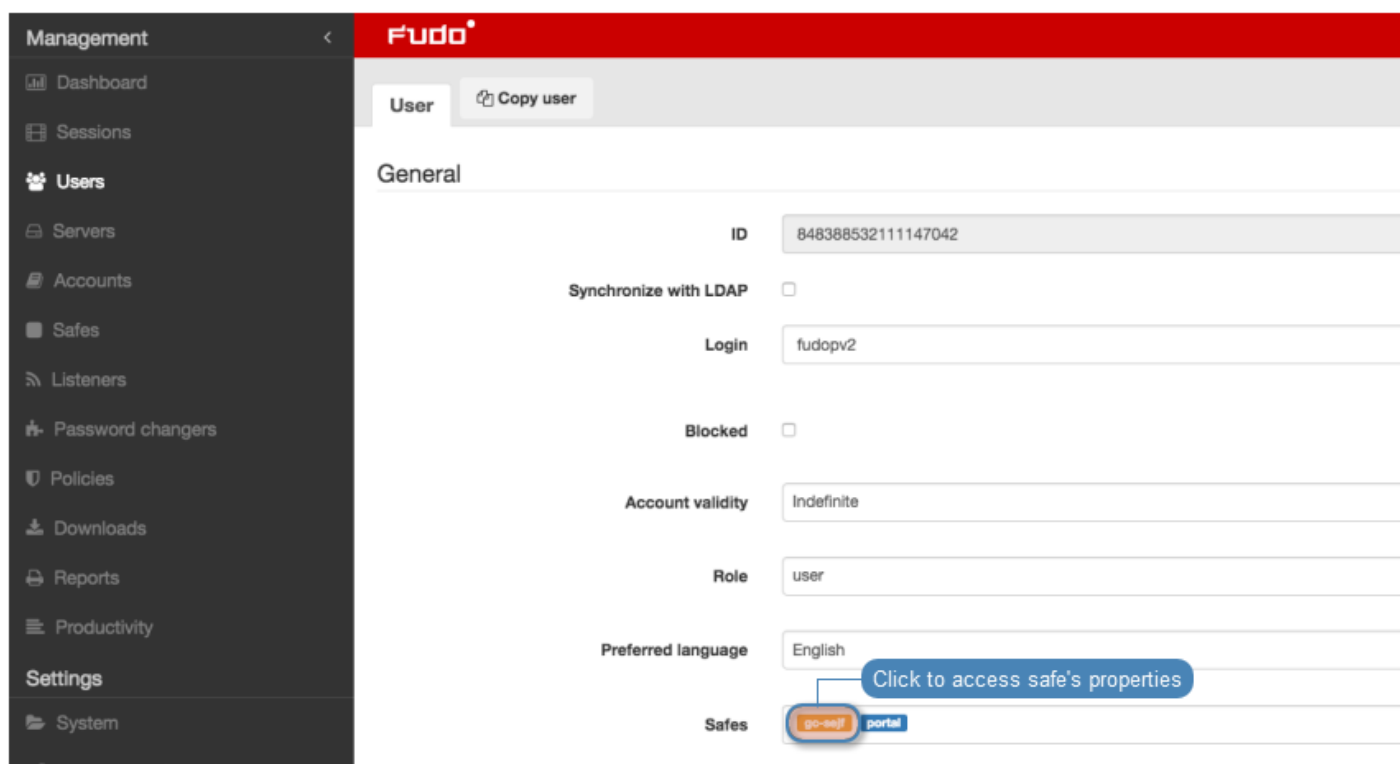 Management
Dashboard
Sessions
Users
Servers
Accounts
Safes
Listeners
Password changers
Policies
Downloads
Reports
Productivity
Settings
System
FUDO
User
Copy user
General
ID 848388532111147042
Synchronize with LDAP
Login fudopv2
Blocked
Account validity Indefinite
Role user
Preferred language English
Click to access safe's properties
Safes gc-sejf portal